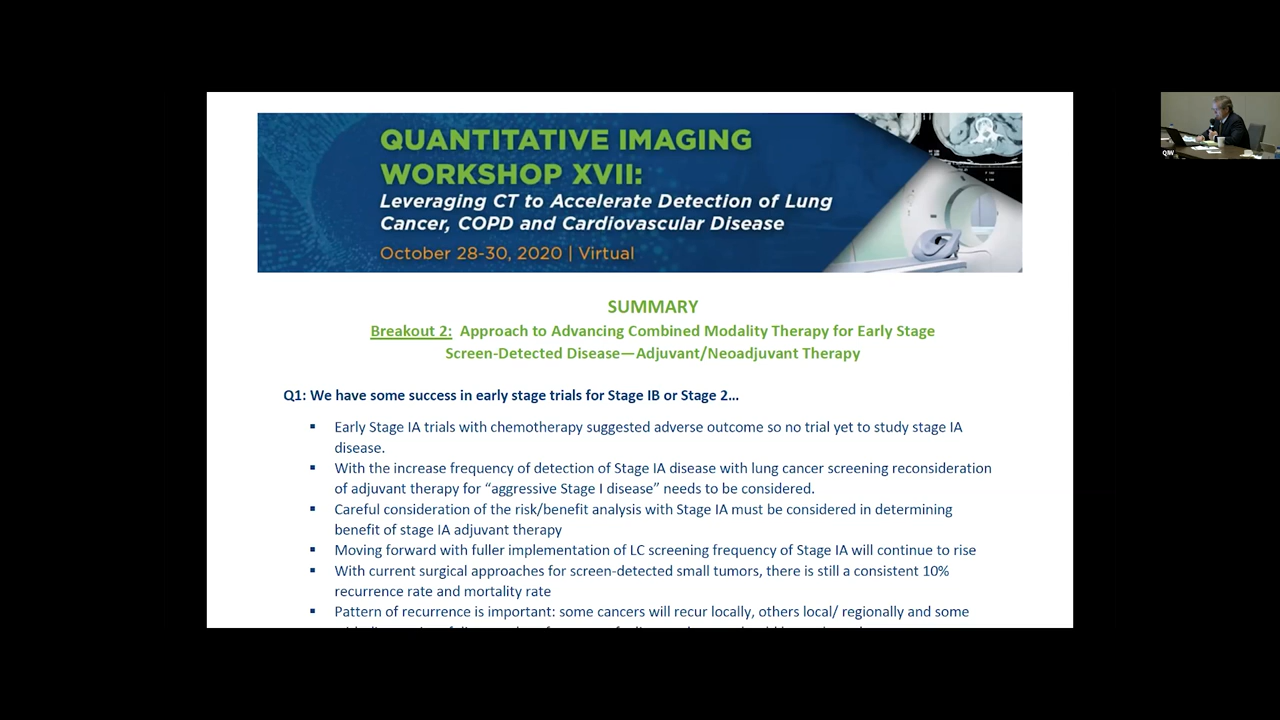 QUANTITATIVE IMAGING
WORKSHOP XVII:
Leveraging CT to Accelerate Detection of Lung
Cancer, COPD and Cardiovascular Disease
October 28-30, 2020 | Virtual
QIW
SUMMARY
Breakout 2: Approach to Advancing Combined Modality Therapy for Early Stage
Screen-Detected Disease—Adjuvant/Neoadjuvant Therapy
Q1: We have some success in early stage trials for Stage IB or Stage 2...
▪ Early Stage IA trials with chemotherapy suggested adverse outcome so no trial yet to study stage IA
disease.
▪ With the increase frequency of detection of Stage IA disease with lung cancer screening reconsideration
of adjuvant therapy for “aggressive Stage I disease” needs to be considered.
▪ Careful consideration of the risk/benefit analysis with Stage IA must be considered in determining
benefit of stage IA adjuvant therapy
▪ Moving forward with fuller implementation of LC screening frequency of Stage IA will continue to rise
▪ With current surgical approaches for screen-detected small tumors, there is still a consistent 10%
recurrence rate and mortality rate
▪ Pattern of recurrence is important: some cancers will recur locally, others local/ regionally and some